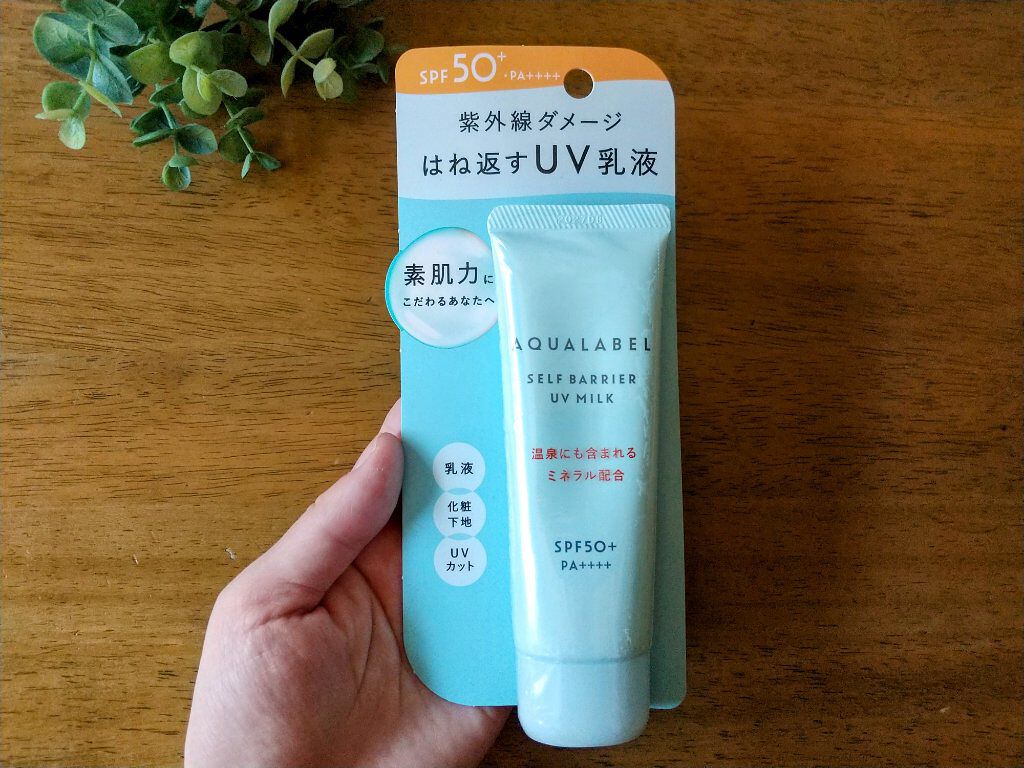 SPF 50+・PA++++
紫外線ダメージ
はね返すUV乳液
素肌力に
こだわるあなたへ
AQUALABEL
SELF BARRIER
UV MILK
温泉にも含まれる
ミネラル配合
乳液
化粧
下地
UV
カット
SPF50+
PA++++